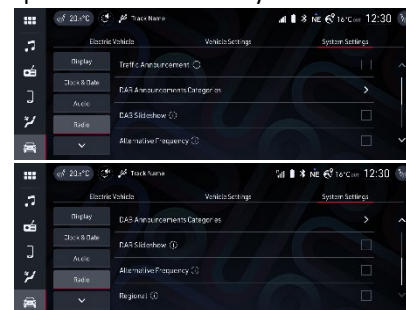 20.5°C Track Name NE 16°C 12:30
Electric Vehicle Vehicle Settings System Settings
Display
Traffic Announcement
Clock & Date
DAB Announcements Categories
Audio
DAB Slideshow
Radio
Alternative Frequency
Track Name NE 16°C 12:30
Electric Vehicle Vehicle Settings System Settings
Display
DAB Announcements Categories
Clock & Date
DAB Slideshow
Audio
Alternative Frequency
Radio
Regional